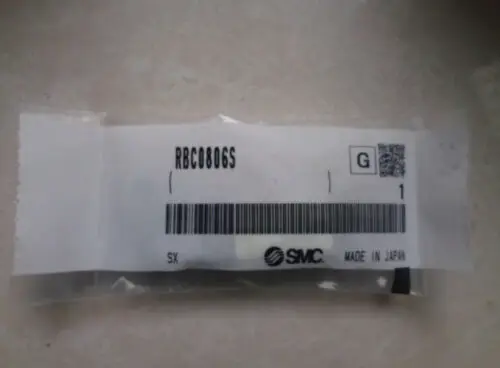 RBC0806S G
( ) 1
SX SMC MADE IN JAPAN